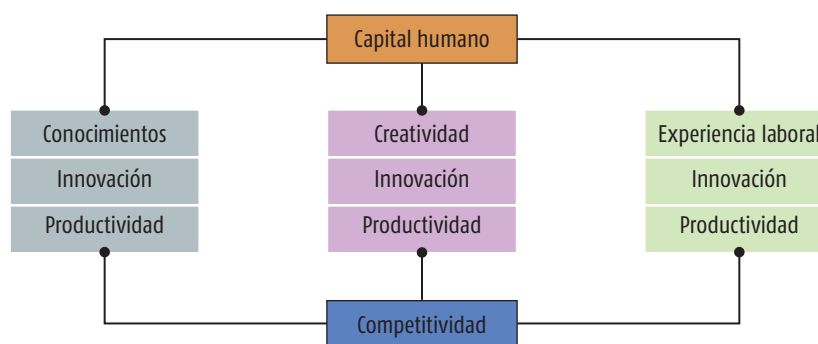 Capital humano
Conocimientos
Innovación
Productividad
Creatividad
Innovación
Productividad
Experiencia laboral
Innovación
Productividad
Competitividad